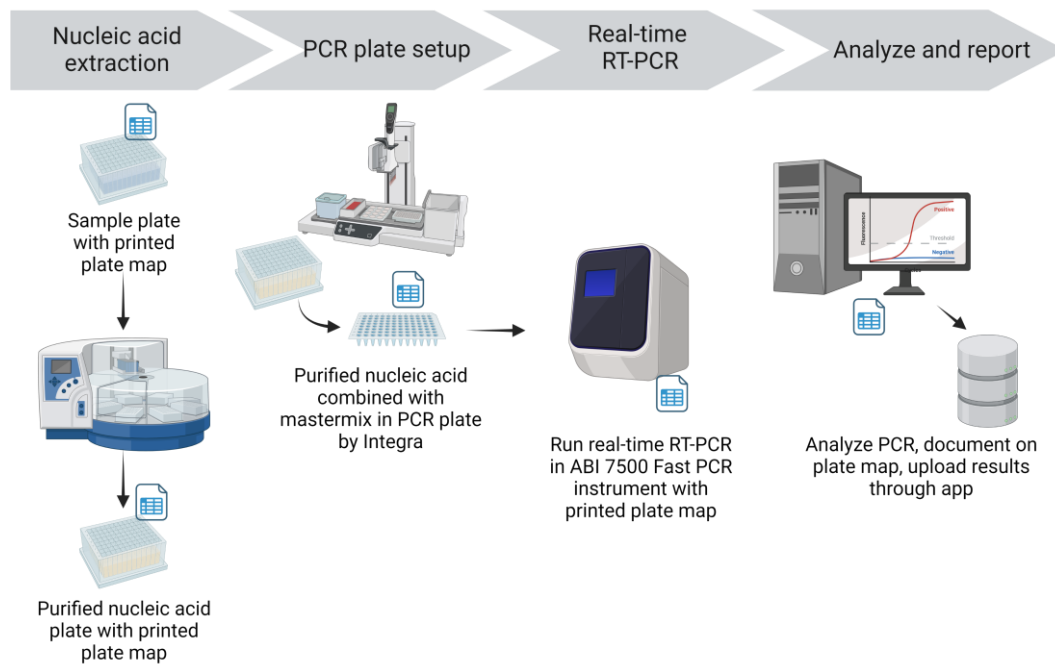 Nucleic acid
extraction
PCR plate setup
Real-time
RT-PCR
Analyze and report
Sample plate
with printed
plate map
Purified nucleic acid
plate with printed
plate map
Purified nucleic acid
combined with
mastermix in PCR plate
by Integra
Run real-time RT-PCR
in ABI 7500 Fast PCR
instrument with
printed plate map
Fluorescence
Positive
Threshold
Negative
Analyze PCR, document on
plate map, upload results
through app